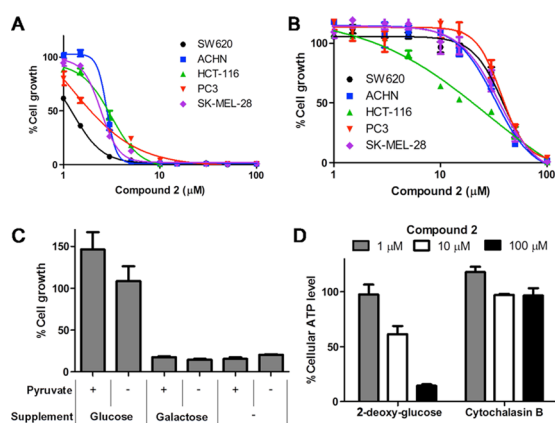 A
% Cell growth
100
50
0
1
10
100
Compound 2 (μM)
SW620
ACHN
HCT-116
PC3
SK-MEL-28
B
% Cell growth
100
50
0
1
10
100
Compound 2 (μM)
SW620
ACHN
HCT-116
PC3
SK-MEL-28
C
% Cell growth
150
100
50
0
Pyruvate + - + - + -
Supplement Glucose Galactose -
D
Compound 2
1 μM 10 μM 100 μM
% Cellular ATP level
150
100
50
0
2-deoxy-glucose Cytochalasin B